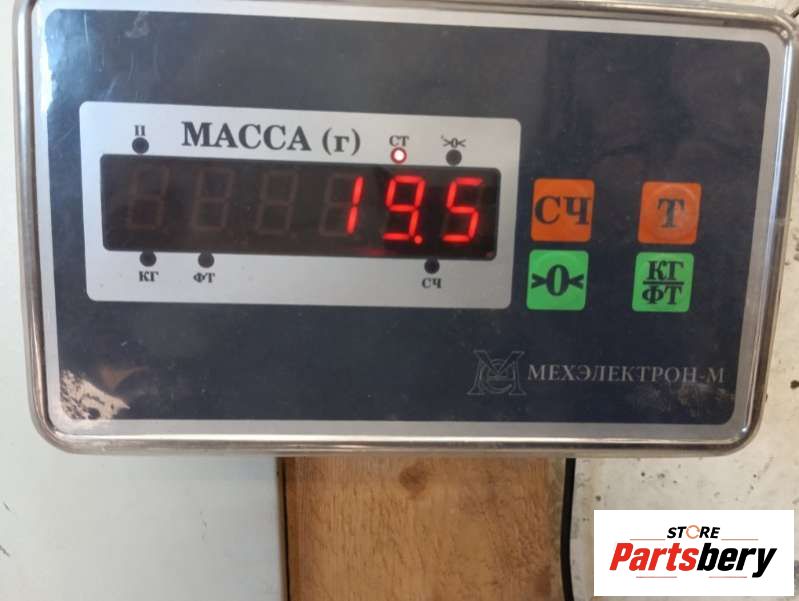 П МАССА (г) СТ >0<
19.5
КГ ФТ СЧ
СЧ Т
>0< КГ/ФТ
МЕХЭЛЕКТРОН-М
STORE
Partsbery